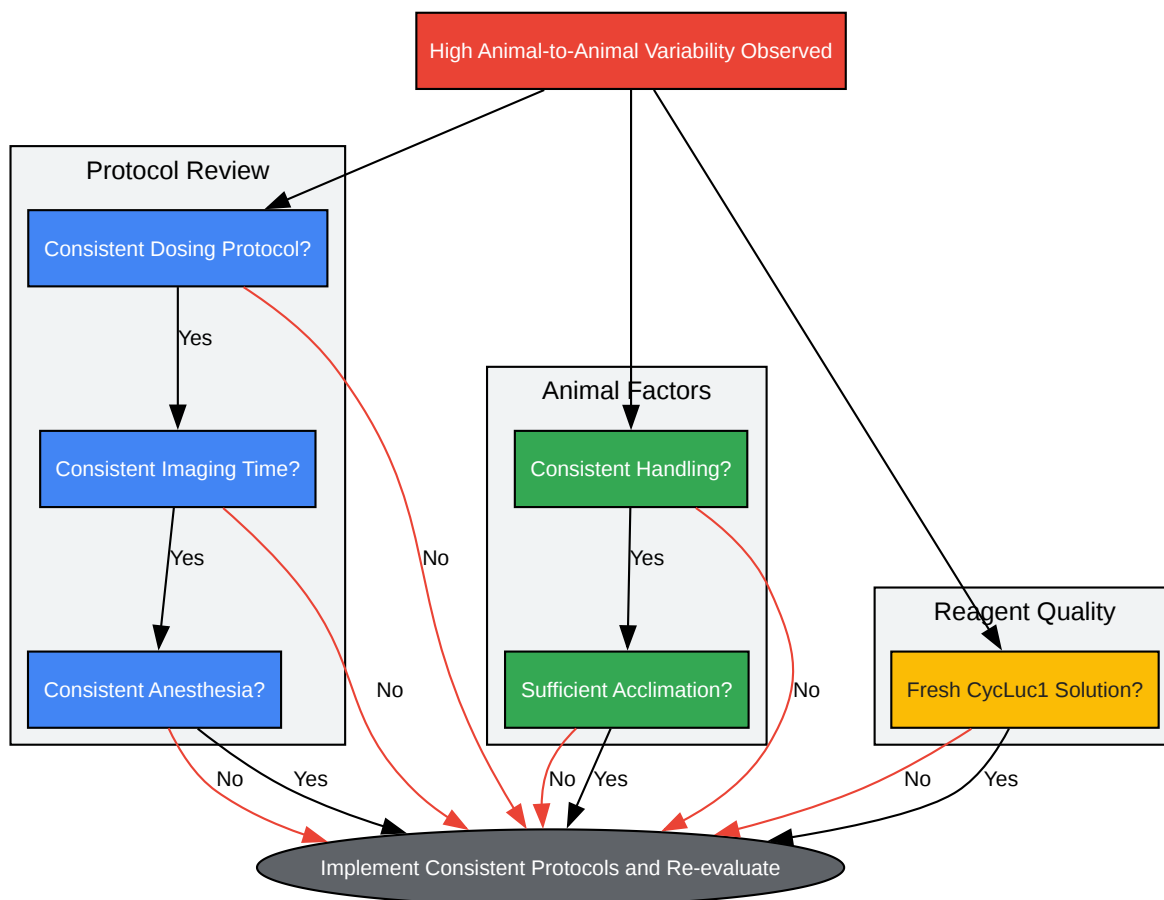 High Animal-to-Animal Variability Observed
Protocol Review
Consistent Dosing Protocol?
Yes
Animal Factors
Consistent Imaging Time?
Consistent Handling?
Yes
No
Yes
No
Reagent Quality
Consistent Anesthesia?
Sufficient Acclimation?
Fresh CycLuc1 Solution?
No
No
Yes
No
Yes
No
Yes
Implement Consistent Protocols and Re-evaluate